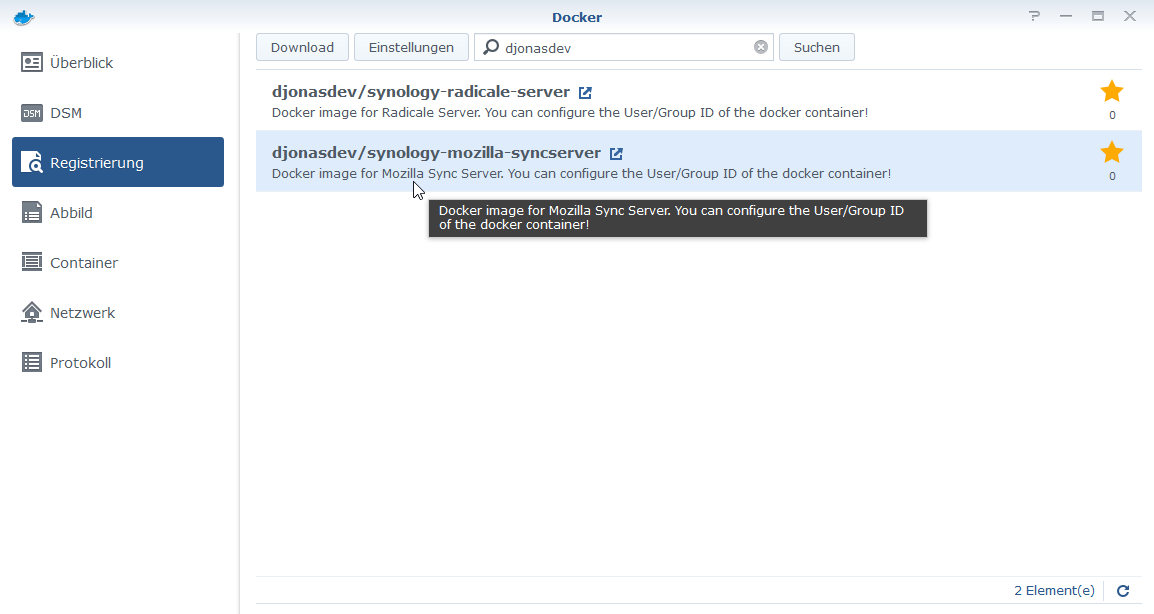 Docker
Überblick
DSM
DSM
Registrierung
Abbild
Container
Netzwerk
Protokoll
Download
Einstellungen
djonasdev
Suchen
djonasdev/synology-radicale-server
Docker image for Radicale Server. You can configure the User/Group ID of the docker container!
0
djonasdev/synology-mozilla-syncserver
Docker image for Mozilla Sync Server. You can configure the User/Group ID of the docker container!
0
Docker image for Mozilla Sync Server. You can configure the User/Group ID
of the docker container!
2 Element(e)